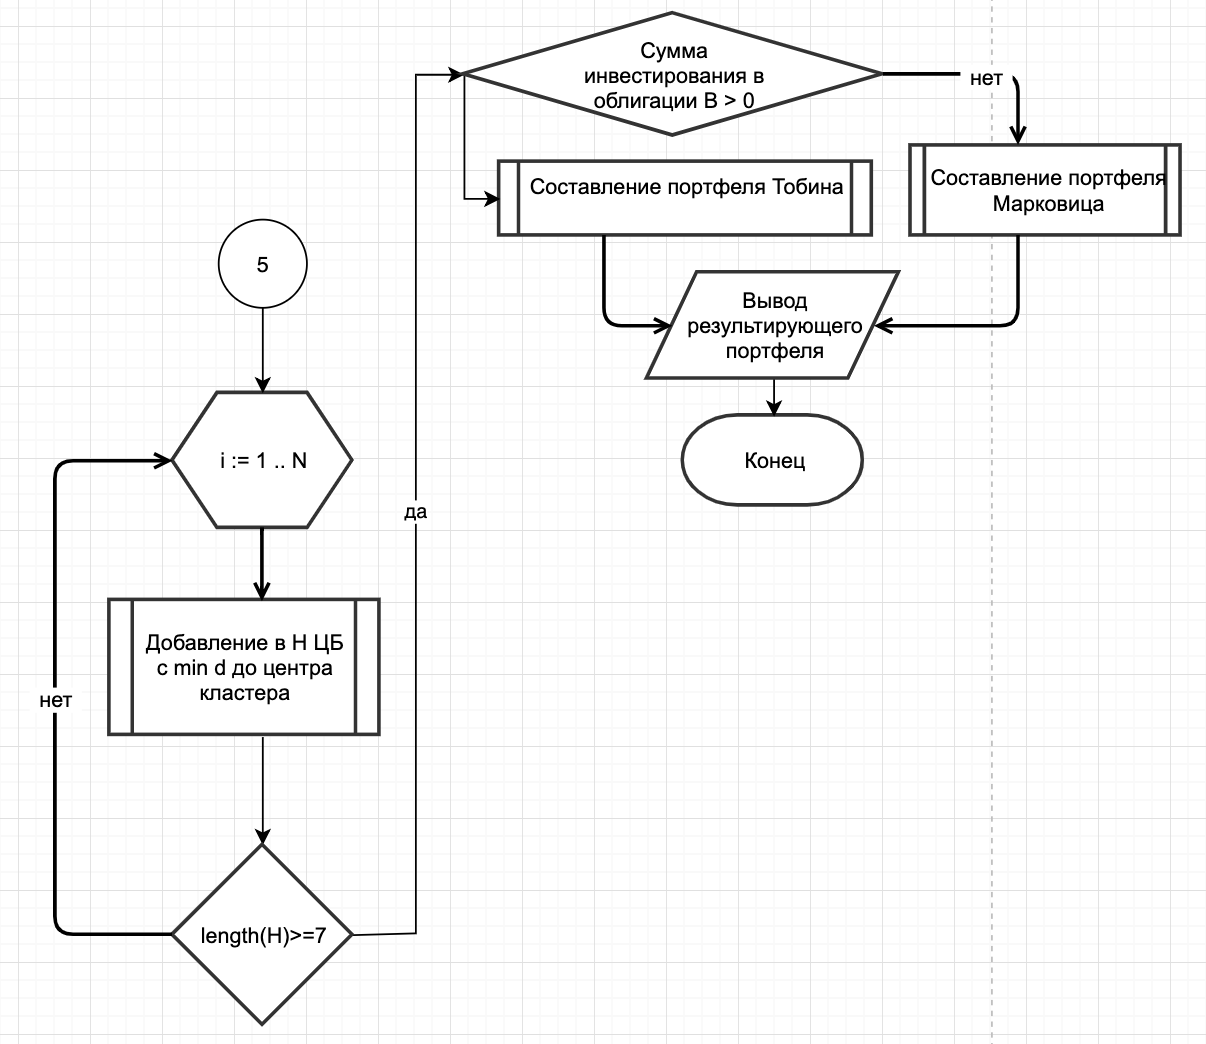 Сумма
инвестирования в
облигации B > 0
нет
Составление портфеля Тобина
Составление портфеля
Марковица
5
Вывод
результирующего
портфеля
i := 1 .. N
Конец
да
Добавление в H ЦБ
с min d до центра
кластера
нет
length(H)>=7